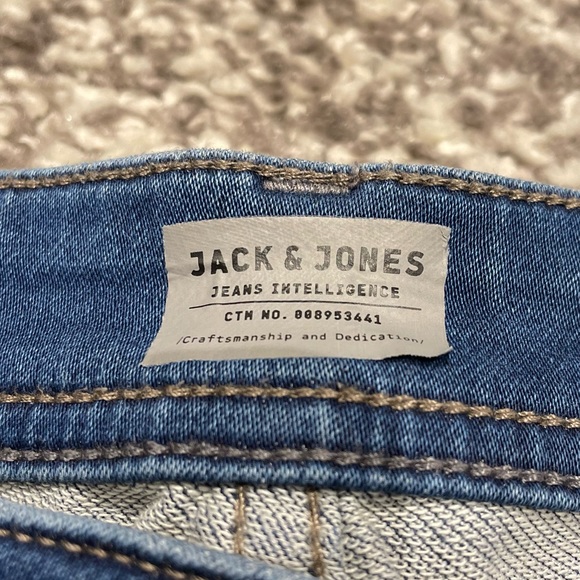 JACK & JONES
JEANS INTELLIGENCE
CTM NO. 008953441
/Craftsmanship and Dedication/